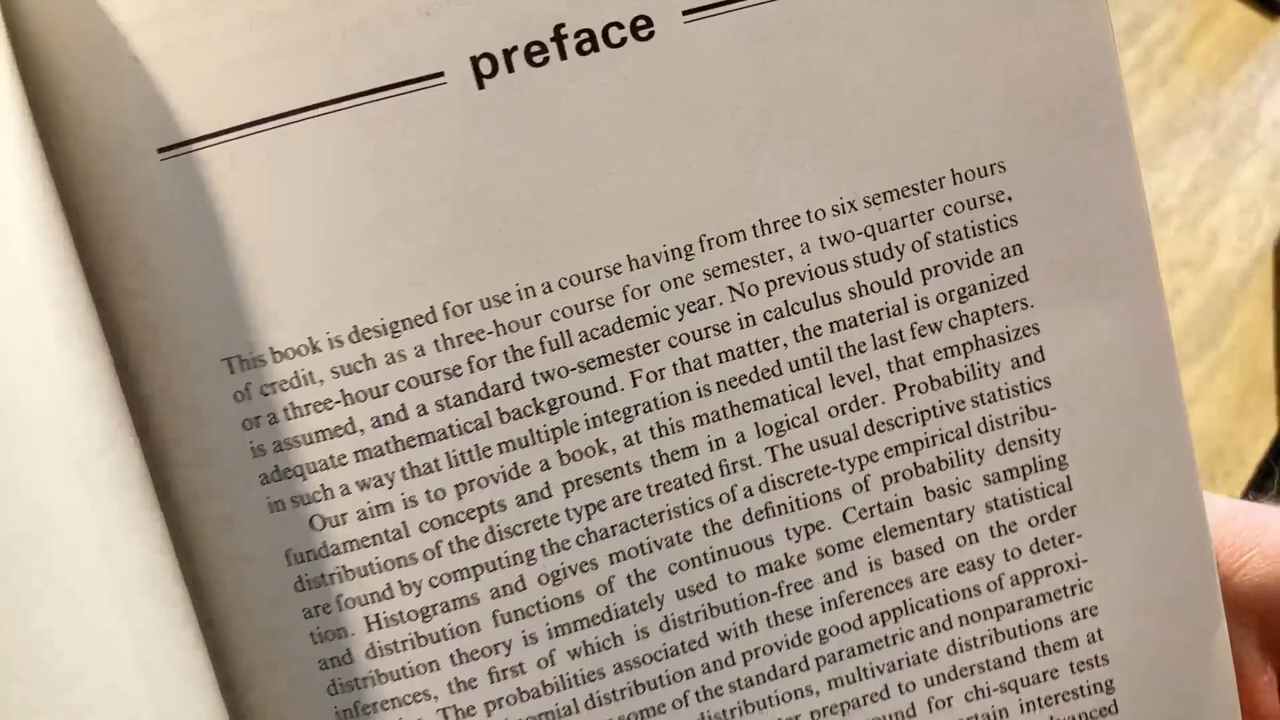 preface
This book is designed for use in a course having from three to six semester hours
of credit, such as a three-hour course for one semester, a two-quarter course,
or a three-hour course for the full academic year. No previous study of statistics
is assumed, and a standard two-semester course in calculus should provide an
adequate mathematical background. For that matter, the material is organized
in such a way that little multiple integration is needed until the last few chapters.
Our aim is to provide a book, at this mathematical level, that emphasizes
fundamental concepts and presents them in a logical order. Probability and
distributions of the discrete type are treated first. The usual descriptive statistics
are found by computing the characteristics of a discrete-type empirical distribu-
tion. Histograms and ogives motivate the definitions of probability density
and distribution functions of the continuous type. Certain basic sampling
distribution theory is immediately used to make some elementary statistical
inferences, the first of which is distribution-free and is based on the order
The probabilities associated with these inferences are easy to deter-
distribution and provide good applications of approxi-
some of the standard parametric and nonparametric
distributions, multivariate distributions are
prepared to understand them at
for chi-square tests
interesting